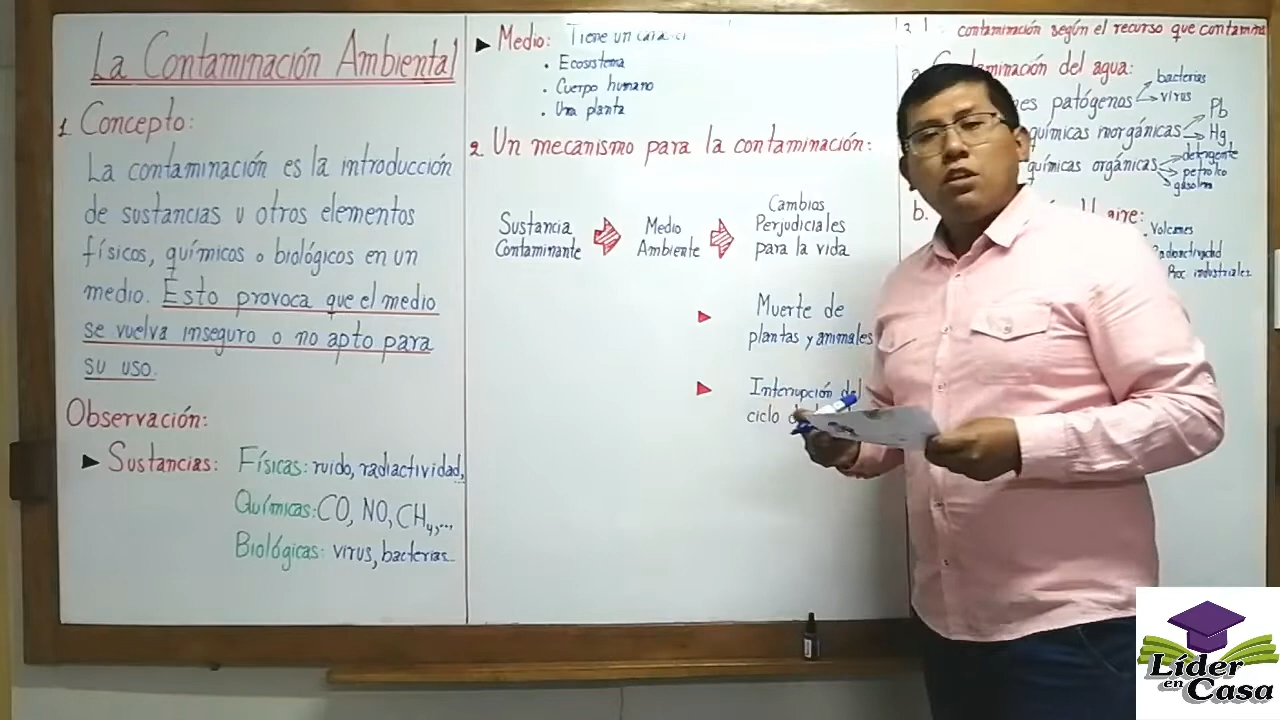 La Contaminación Ambiental
1 Concepto:
La contaminación es la introducción
de sustancias u otros elementos
físicos, químicos o biológicos en un
medio. Esto provoca que el medio
se vuelva inseguro o no apto para
su uso.
Observación:
Sustancias: Físicas: ruido, radiactividad,...
Químicas: CO, NO, CH4,...
Biológicas: virus, bacterias...
Medio: Tiene un
• Ecosistema
• Cuerpo humano
• Una planta
2 Un mecanismo para la contaminación:
Sustancia
Contaminante
Medio
Ambiente
Cambios
Perjudiciales
para la vida
Muerte de
plantas y animales
Interrupción del
ciclo
contaminación según el recurso que contamina
a. Contaminación del agua:
patógenos
bacterias
virus
químicas inorgánicas
Pb
Hg
químicas orgánicas
detergente
petróleo
gasolina
b. aire:
Volcanes
Radioactividad
Proc industriales
Líder
en
Casa